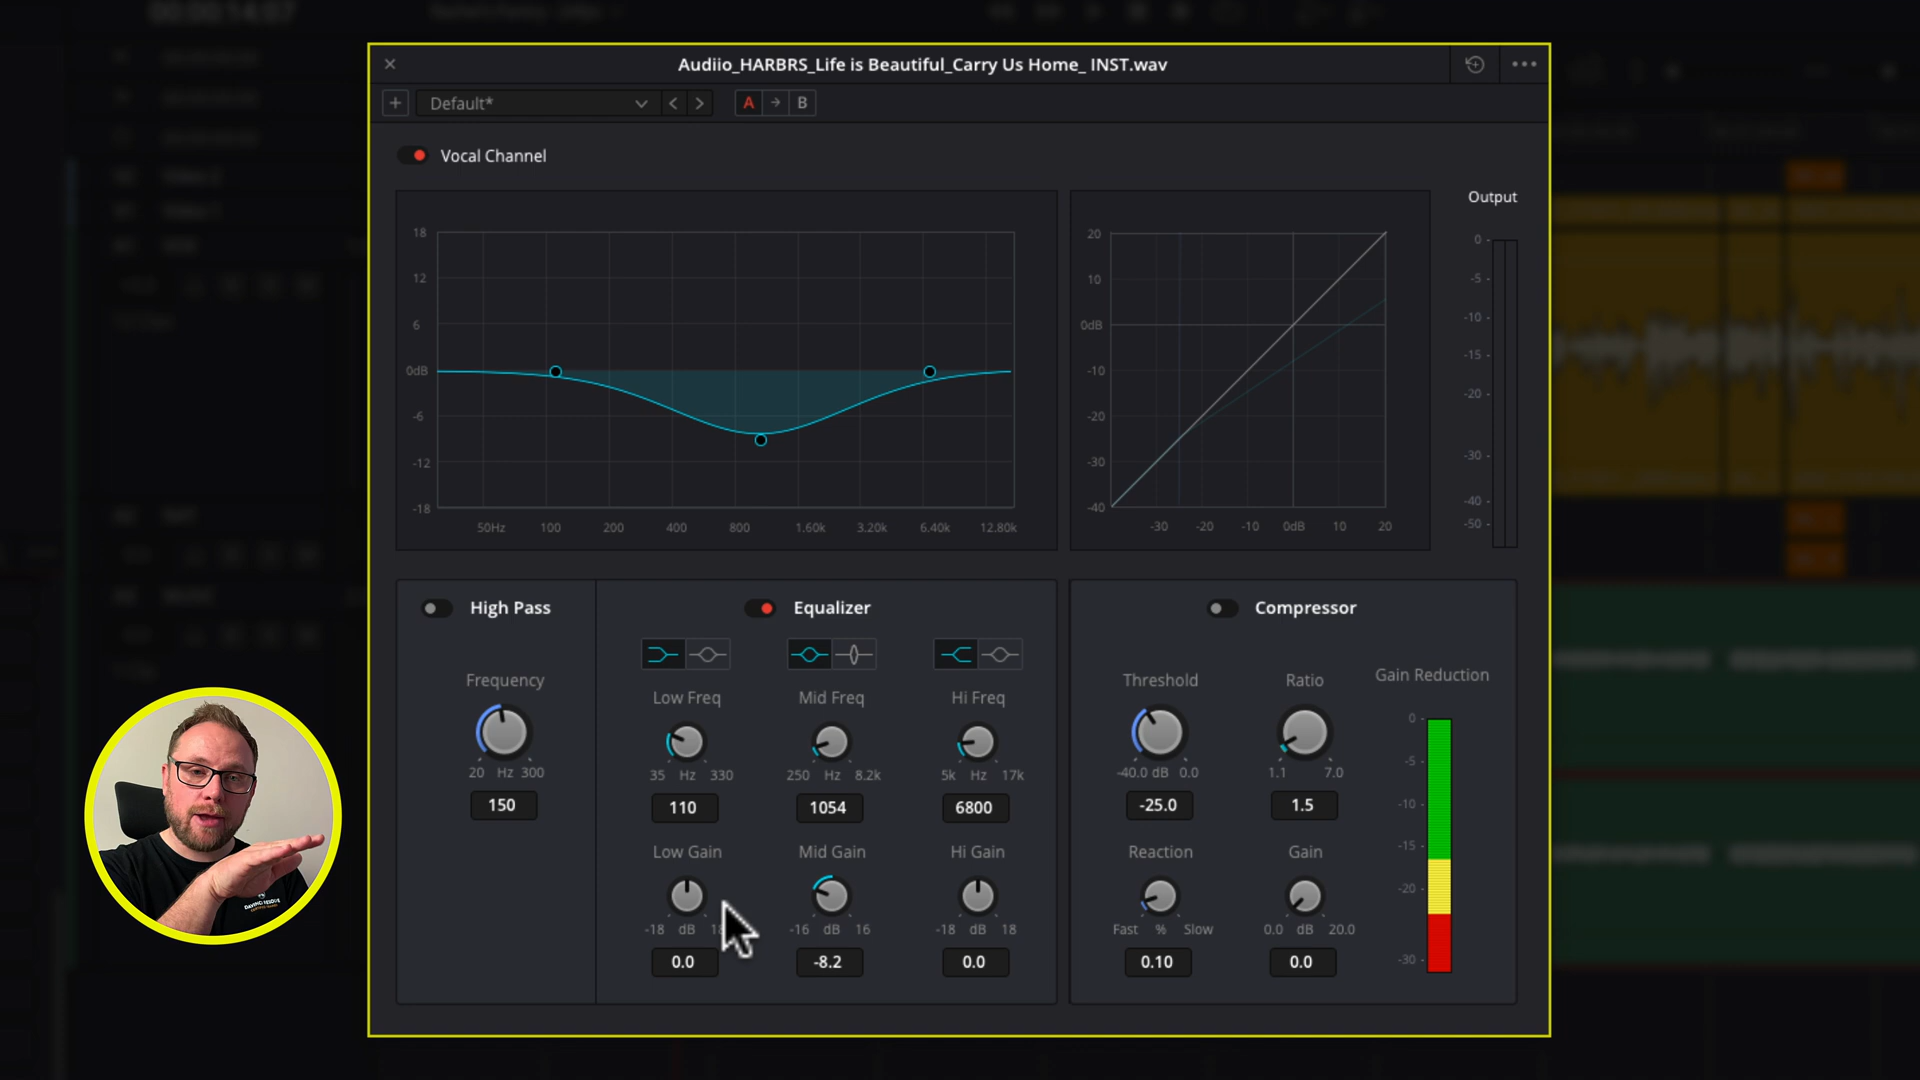 Audiio_HARBRS_Life is Beautiful_Carry Us Home_ INST.wav
+ Default* < > A → B
Vocal Channel
Output
18
12
6
0dB
-6
-12
-18
50Hz 100 200 400 800 1.60k 3.20k 6.40k 12.80k
20
10
0dB
-10
-20
-30
-40
-30 -20 -10 0dB 10 20
0
-5
-10
-15
-20
-30
-40
-50
High Pass
Frequency
20 Hz 300
150
Equalizer
Low Freq Mid Freq Hi Freq
35 Hz 330 250 Hz 8.2k 5k Hz 17k
110 1054 6800
Low Gain Mid Gain Hi Gain
-18 dB -16 dB 16 -18 dB 18
0.0 -8.2 0.0
Compressor
Threshold Ratio Gain Reduction
-40.0 dB 0.0 1.1 7.0
-25.0 1.5
Reaction Gain
Fast % Slow 0.0 dB 20.0
0.10 0.0
0
-5
-10
-15
-20
-30